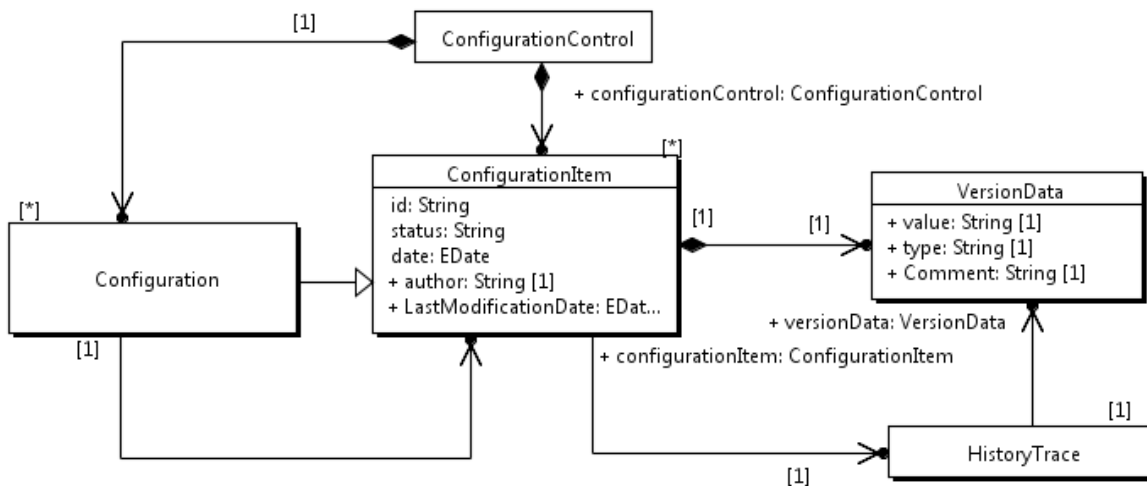 [1]
ConfigurationControl
+ configurationControl: ConfigurationControl
[*]
ConfigurationItem
id: String
status: String
date: EDate
+ author: String [1]
+ LastModificationDate: EDat...
VersionData
+ value: String [1]
+ type: String [1]
+ Comment: String [1]
[*]
[1]
[1]
Configuration
+ versionData: VersionData
[1]
+ configurationItem: ConfigurationItem
[1]
HistoryTrace
[1]